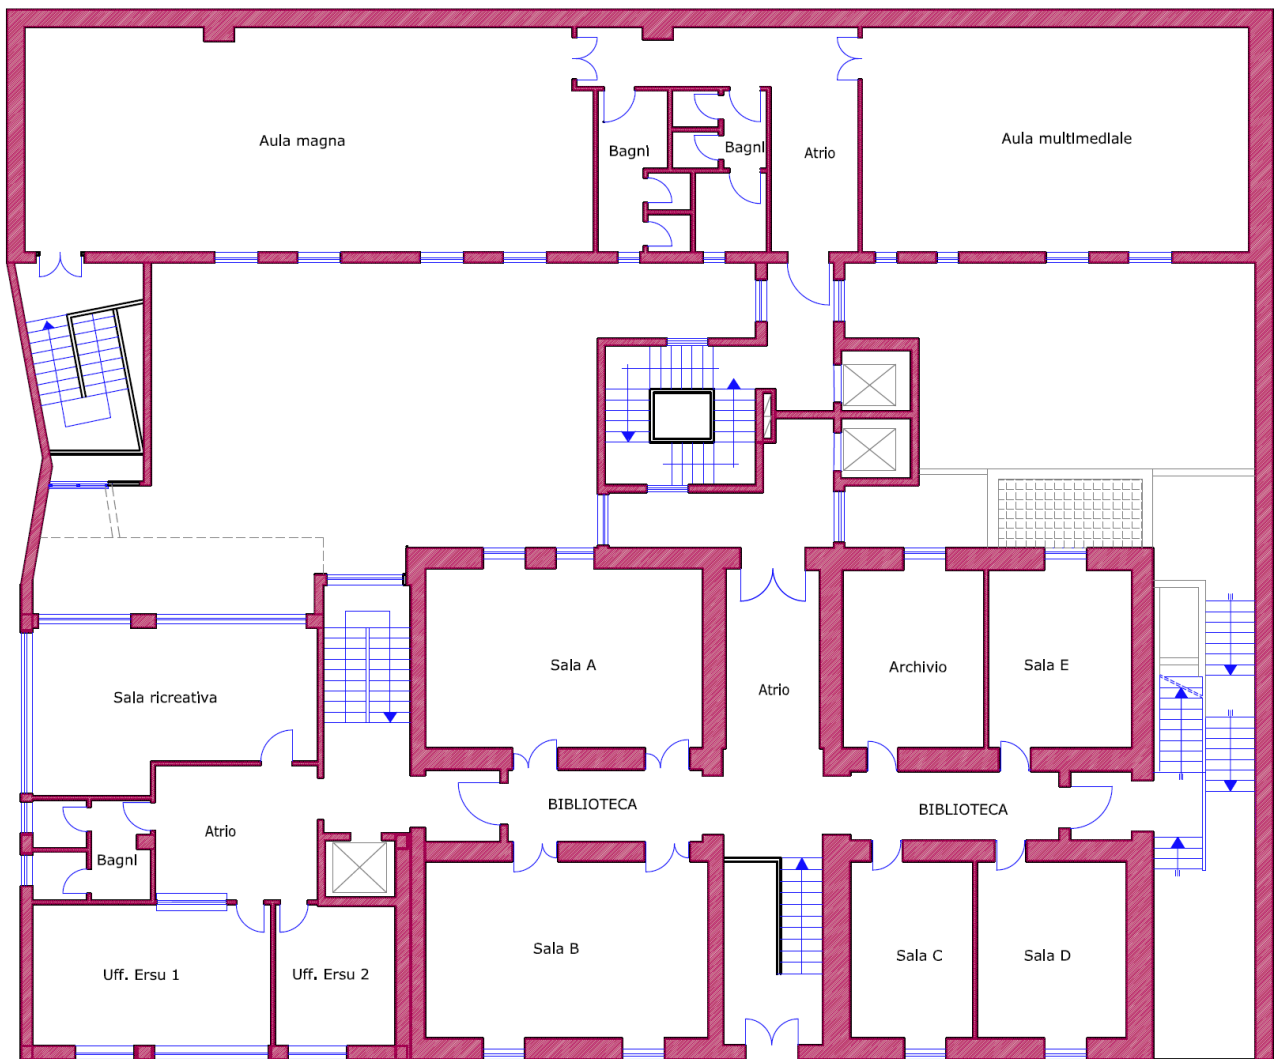 Aula magna
Bagni
Bagni
Atrio
Aula multimediale
Sala A
Atrio
Archivio
Sala E
Sala ricreativa
BIBLIOTECA
BIBLIOTECA
Atrio
Bagni
Sala B
Sala C
Sala D
Uff. Ersu 1
Uff. Ersu 2